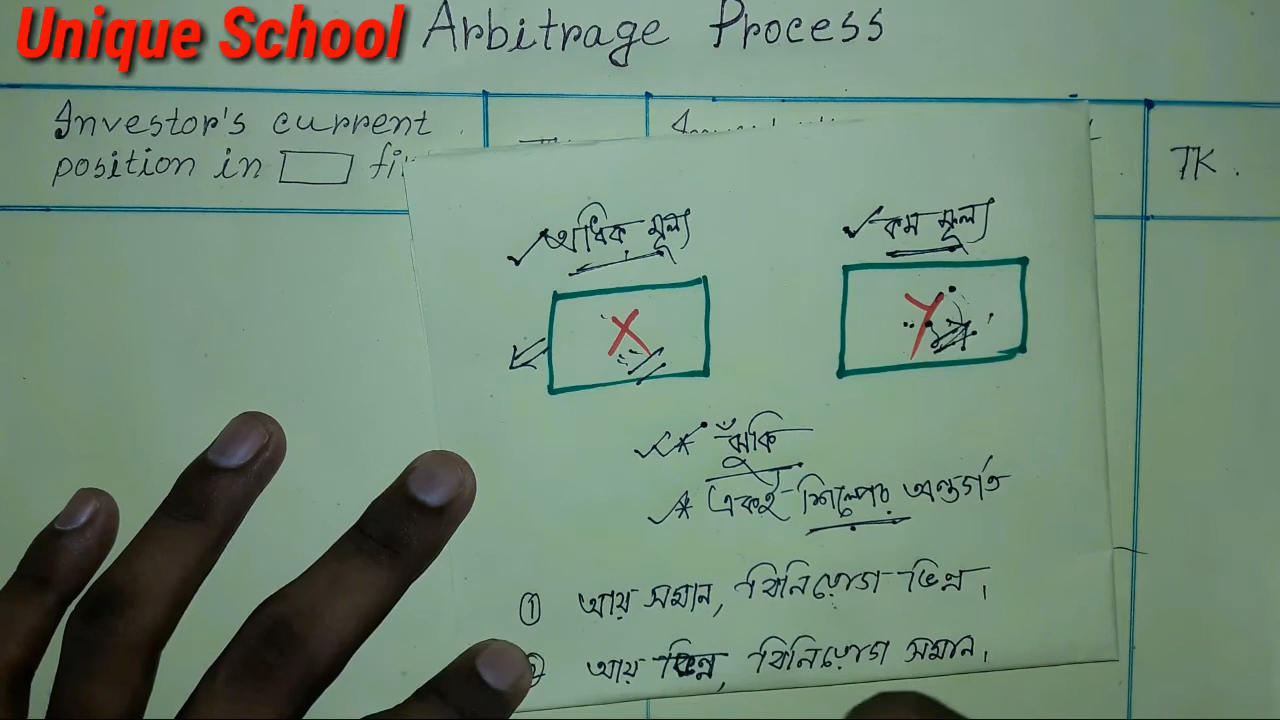 Unique School Arbitrage Process
Investor's current
position in
TK.
অধিক মূল্য
কম মূল্য
X
Y
* ঝুঁকি
* একই শিল্পের অন্তর্গত
① আয় সমান, বিনিয়োগ ভিন্ন।
② আয় ভিন্ন, বিনিয়োগ সমান।